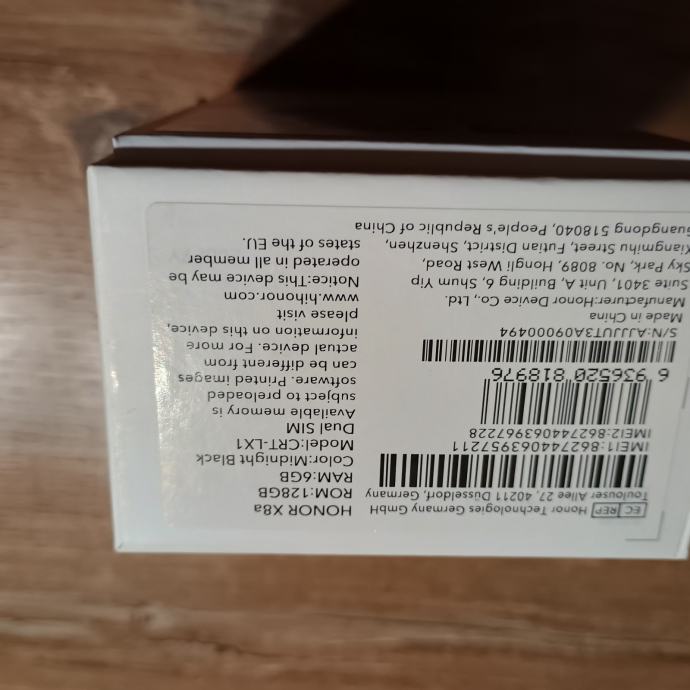 HONOR X8a
ROM:128GB
RAM:6GB
Color:Midnight Black
Model:CRT-LX1
Dual SIM
Available memory is
subject to preloaded
software. Printed images
can be different from
actual device. For more
information on this device,
please visit
www.hihonor.com
Notice:This device may be
operated in all member
states of the EU.
EC REP Honor Technologies Germany GmbH
Toulouser Allee 27, 40211 Düsseldorf, Germany
IMEI1:862744063957211
IMEI2:862744063967228
6 936520 818976
S/N:AJJJUT3A09000494
Made in China
Manufacturer:Honor Device Co., Ltd.
Suite 3401, Unit A, Building 6, Shum Yip
Sky Park, No. 8089, Hongli West Road,
Xiangmihu Street, Futian District, Shenzhen,
Guangdong 518040, People's Republic of China